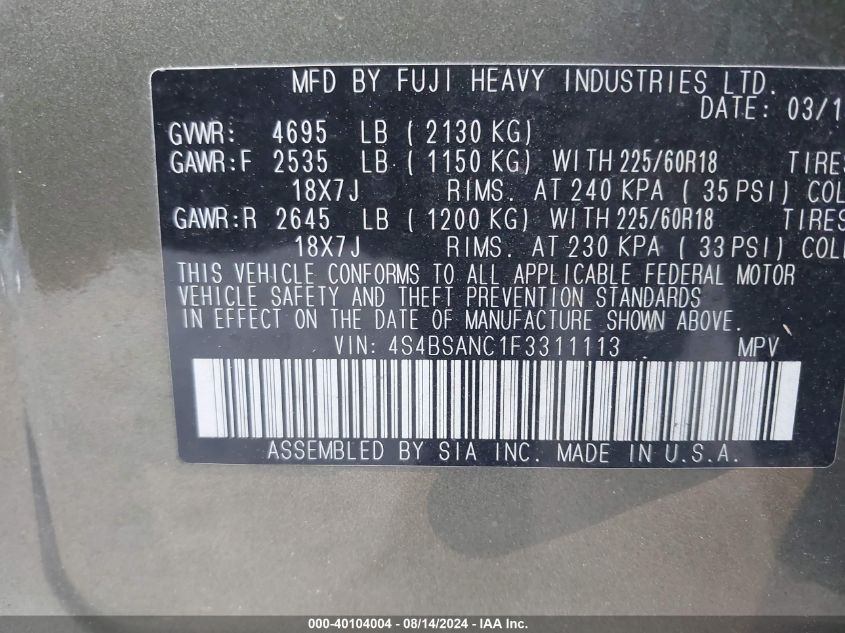 MFD BY FUJI HEAVY INDUSTRIES LTD.
DATE: 03/1
GVWR: 4695 LB ( 2130 KG)
GAWR:F 2535 LB ( 1150 KG) WITH 225/60R18 TIRES
18X7J RIMS. AT 240 KPA ( 35 PSI) COL
GAWR:R 2645 LB ( 1200 KG) WITH 225/60R18 TIRES
18X7J RIMS. AT 230 KPA ( 33 PSI) COL
THIS VEHICLE CONFORMS TO ALL APPLICABLE FEDERAL MOTOR
VEHICLE SAFETY AND THEFT PREVENTION STANDARDS
IN EFFECT ON THE DATE OF MANUFACTURE SHOWN ABOVE.
VIN: 4S4BSANC1F3311113 MPV
ASSEMBLED BY SIA INC. MADE IN U.S.A.
000-40104004 - 08/14/2024 - IAA Inc.